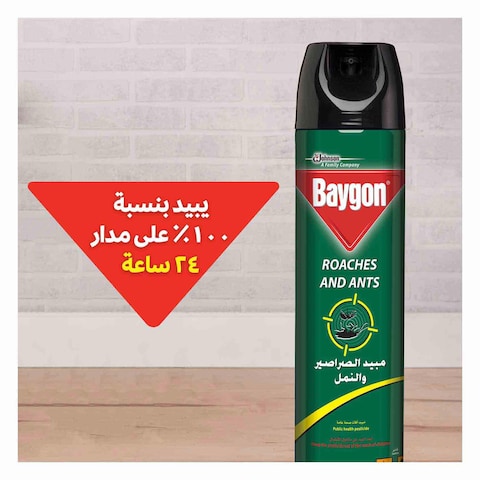 يبيد بنسبة
١٠٠٪ على مدار
٢٤ ساعة
Johnson
A Family Company
Baygon
ROACHES
AND ANTS
مبيد الصراصير
والنمل
Public health pesticide